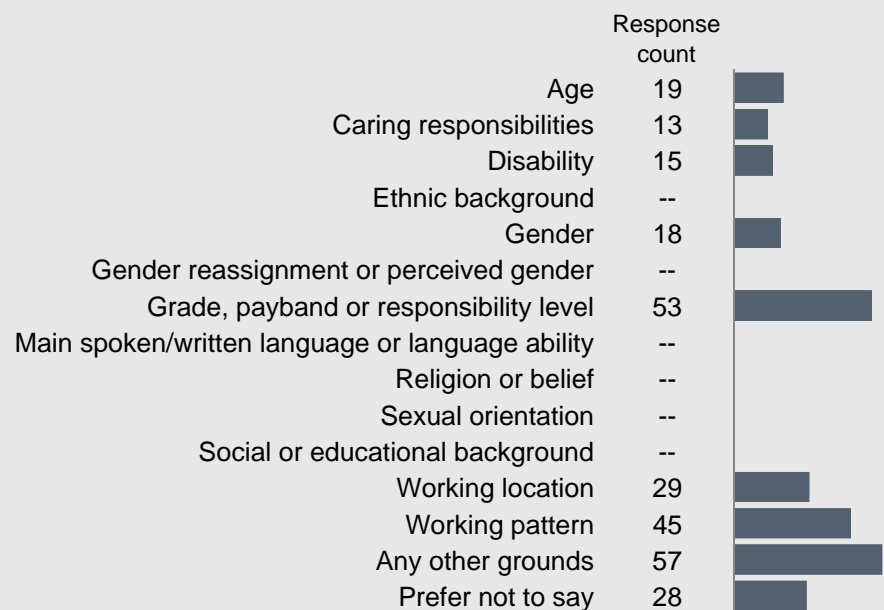 Response
count
Age 19
Caring responsibilities 13
Disability 15
Ethnic background --
Gender 18
Gender reassignment or perceived gender --
Grade, payband or responsibility level 53
Main spoken/written language or language ability --
Religion or belief --
Sexual orientation --
Social or educational background --
Working location 29
Working pattern 45
Any other grounds 57
Prefer not to say 28